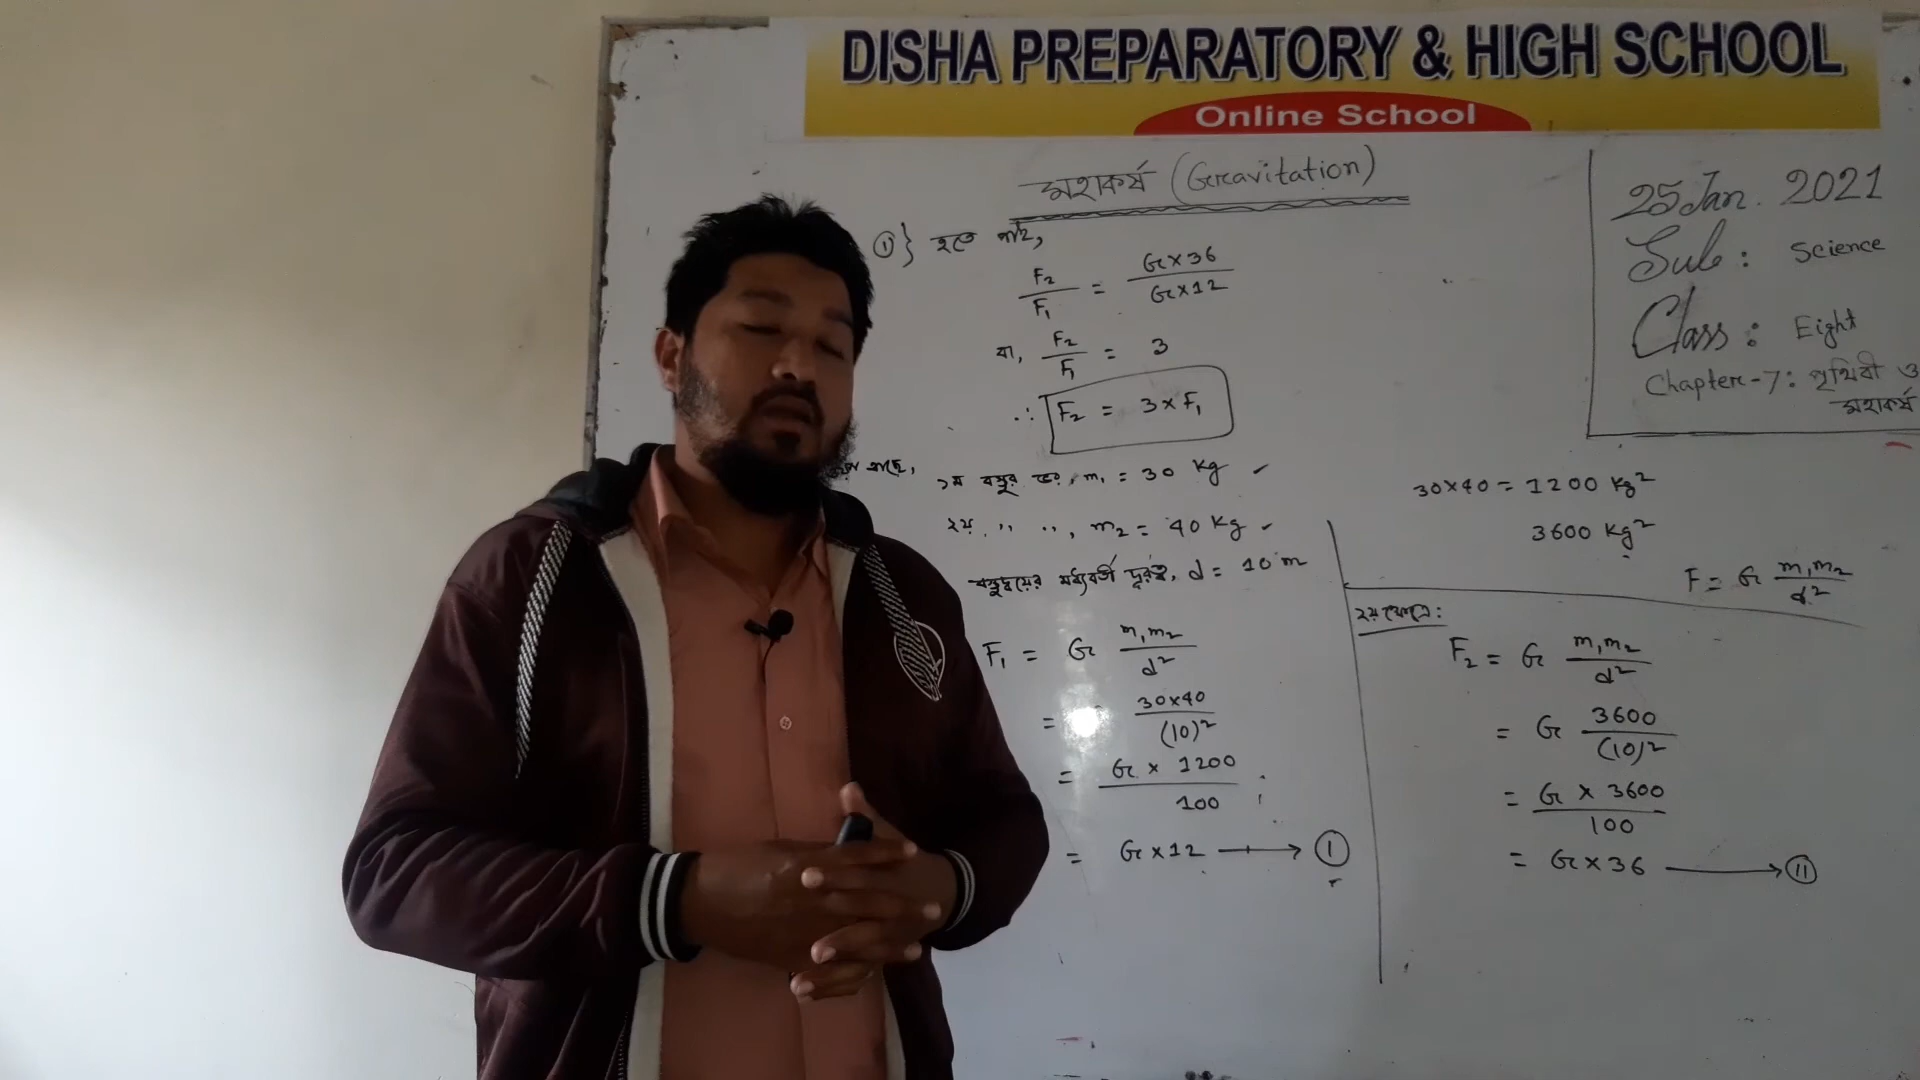 DISHA PREPARATORY & HIGH SCHOOL
Online School
মহাকর্ষ (Gravitation)
25 Jan. 2021
Sub: Science
Class: Eight
Chapter-7: পৃথিবী ও
মহাকর্ষ
① } হতে পাই,
F₂/F₁ = G×36/G×12
বা, F₂/F₁ = 3
∴ F₂ = 3×F₁
আছে, ১ম বস্তুর ভর, m₁ = 30 kg
২য় ,, ,, , m₂ = 40 kg
বস্তুদ্বয়ের মধ্যবর্তী দূরত্ব, d = 10 m
F₁ = G m₁m₂/d²
= 30×40/(10)²
= G × 1200/100
= G×12 → ①
30×40 = 1200 kg²
3600 kg²
F = G m₁m₂/d²
২য় ক্ষেত্রে:
F₂ = G m₁m₂/d²
= G 3600/(10)²
= G × 3600/100
= G×36 → ⑪